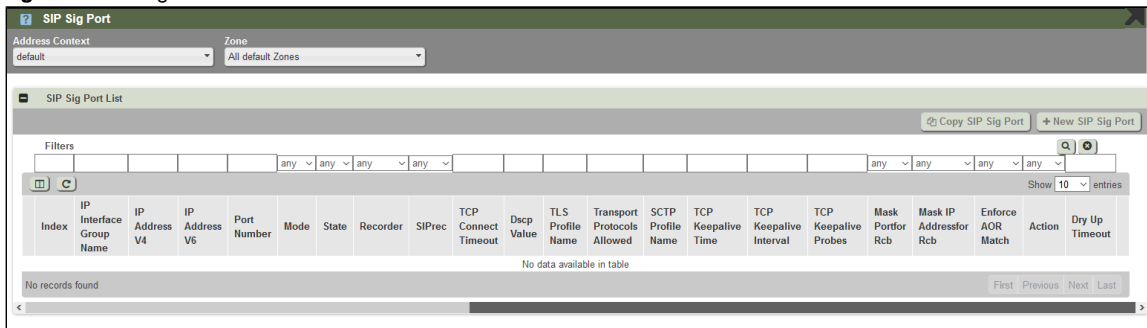 SIP Sig Port
Address Context
Zone
default
All default Zones
SIP Sig Port List
Copy SIP Sig Port
+ New SIP Sig Port
Filters
any any any any any any any any
Show 10 entries
Index
IP Interface Group Name
IP Address V4
IP Address V6
Port Number
Mode
State
Recorder
SIPrec
TCP Connect Timeout
Dscp Value
TLS Profile Name
Transport Protocols Allowed
SCTP Profile Name
TCP Keepalive Time
TCP Keepalive Interval
TCP Keepalive Probes
Mask Portfor Rcb
Mask IP Addressfor Rcb
Enforce AOR Match
Action
Dry Up Timeout
No data available in table
No records found
First Previous Next Last